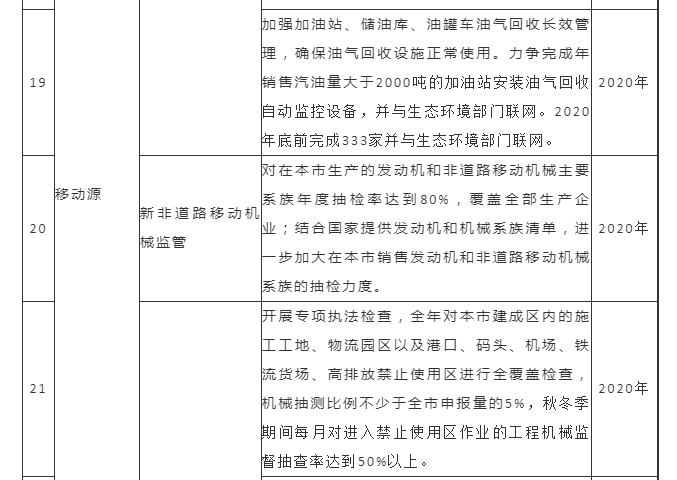 加强加油站、储油库、油罐车油气回收长效管
理，确保油气回收设施正常使用。力争完成年
19
销售汽油量大于2000吨的加油站安装油气回收
2020年
自动监控设备，并与生态环境部门联网。2020
年底前完成333家并与生态环境部门联网。
移动源
对在本市生产的发动机和非道路移动机械主要
系族年度抽检率达到80%，覆盖全部生产企
20
新非道路移动机
械监管
业；结合国家提供发动机和机械系族清单，进
2020年
一步加大在本市销售发动机和非道路移动机械
系族的抽检力度。
开展专项执法检查，全年对本市建成区内的施
工工地、物流园区以及港口、码头、机场、铁
21
流货场、高排放禁止使用区进行全覆盖检查，
2020年
机械抽测比例不少于全市申报量的5%，秋冬季
期间每月对进入禁止使用区作业的工程机械监
督抽查率达到50%以上。